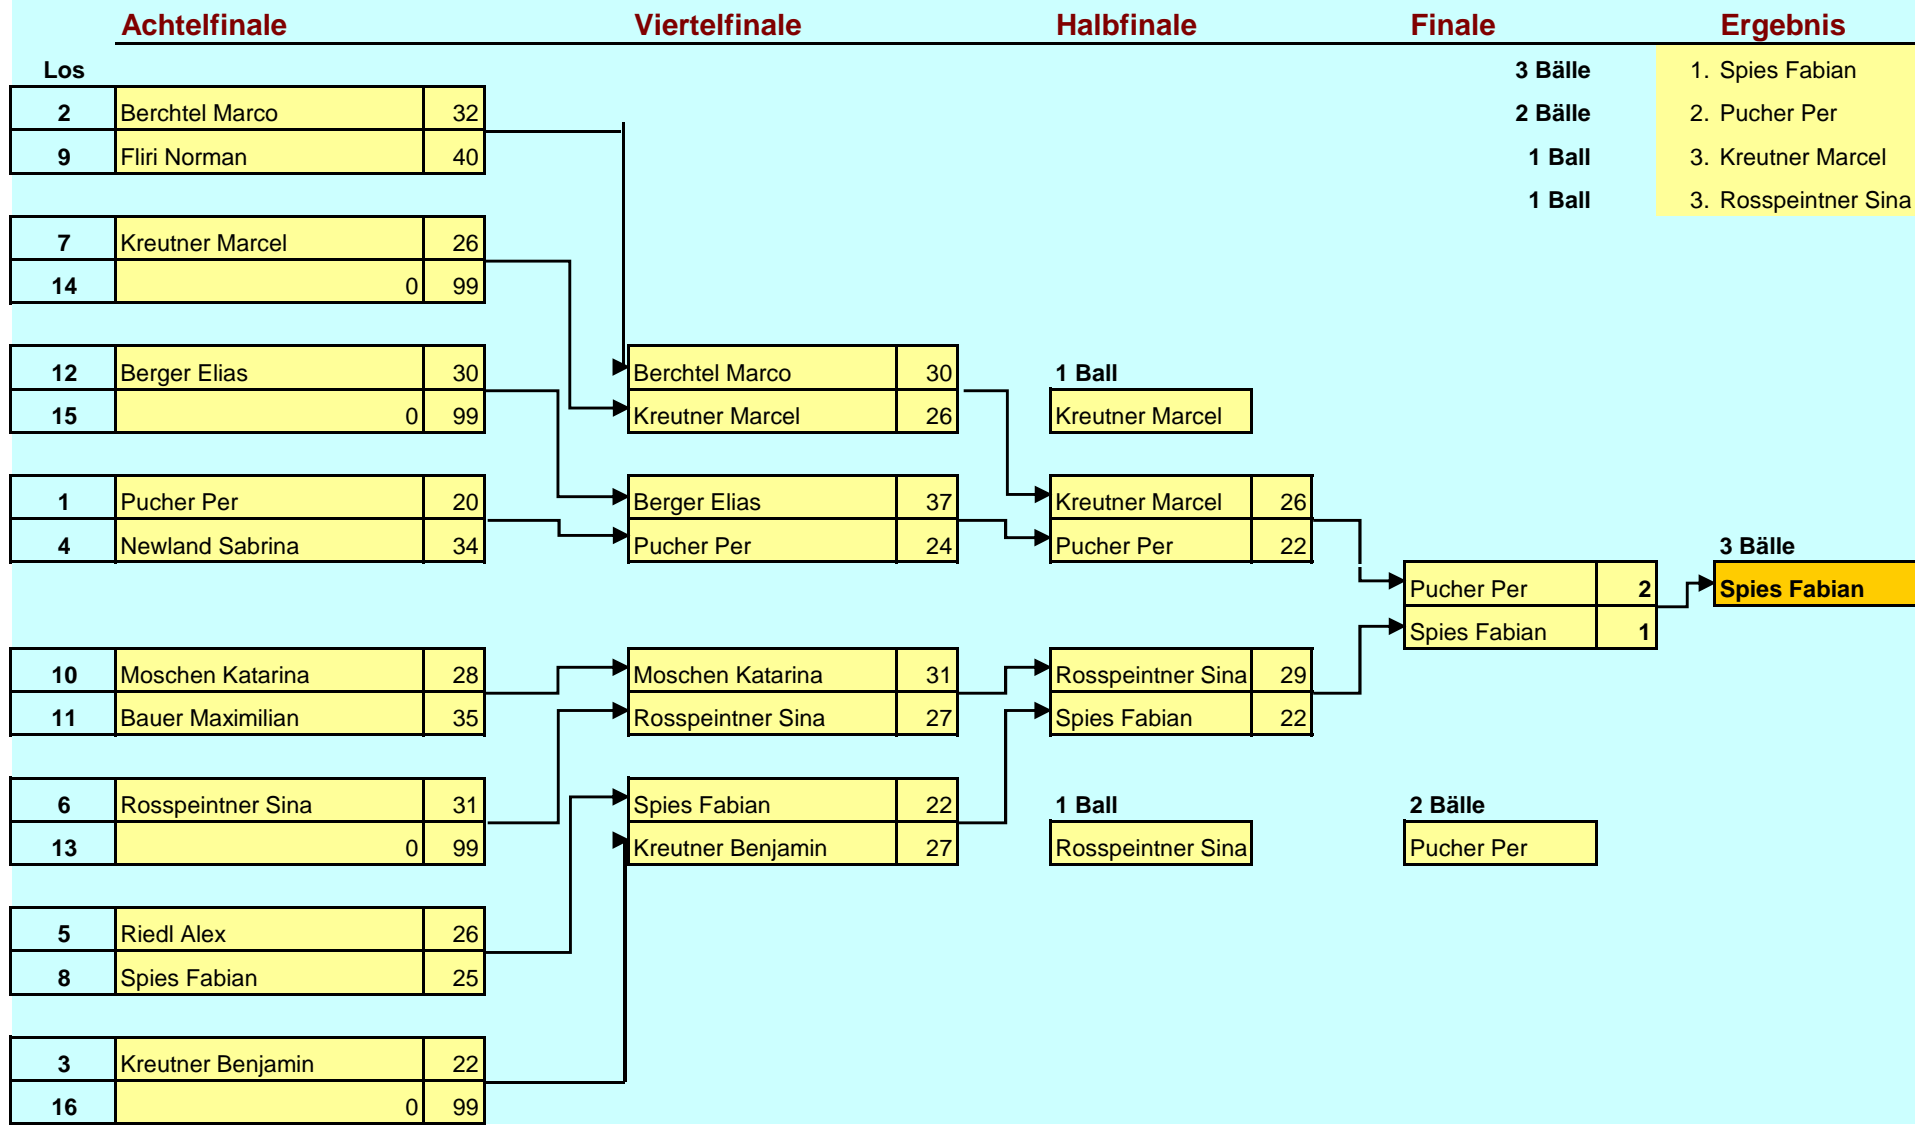 Achtelfinale Viertelfinale Halbfinale Finale Ergebnis
Los 3 Bälle 1. Spies Fabian
2 Berchtel Marco 32 2 Bälle 2. Pucher Per
9 Fliri Norman 40 1 Ball 3. Kreutner Marcel
1 Ball 3. Rosspeintner Sina
7 Kreutner Marcel 26
14 0 99
12 Berger Elias 30 Berchtel Marco 30 1 Ball
15 0 99 Kreutner Marcel 26 Kreutner Marcel
1 Pucher Per 20 Berger Elias 37 Kreutner Marcel 26
4 Newland Sabrina 34 Pucher Per 24 Pucher Per 22 3 Bälle
Pucher Per 2 Spies Fabian
Spies Fabian 1
10 Moschen Katarina 28 Moschen Katarina 31 Rosspeintner Sina 29
11 Bauer Maximilian 35 Rosspeintner Sina 27 Spies Fabian 22
6 Rosspeintner Sina 31 Spies Fabian 22 1 Ball 2 Bälle
13 0 99 Kreutner Benjamin 27 Rosspeintner Sina Pucher Per
5 Riedl Alex 26
8 Spies Fabian 25
3 Kreutner Benjamin 22
16 0 99